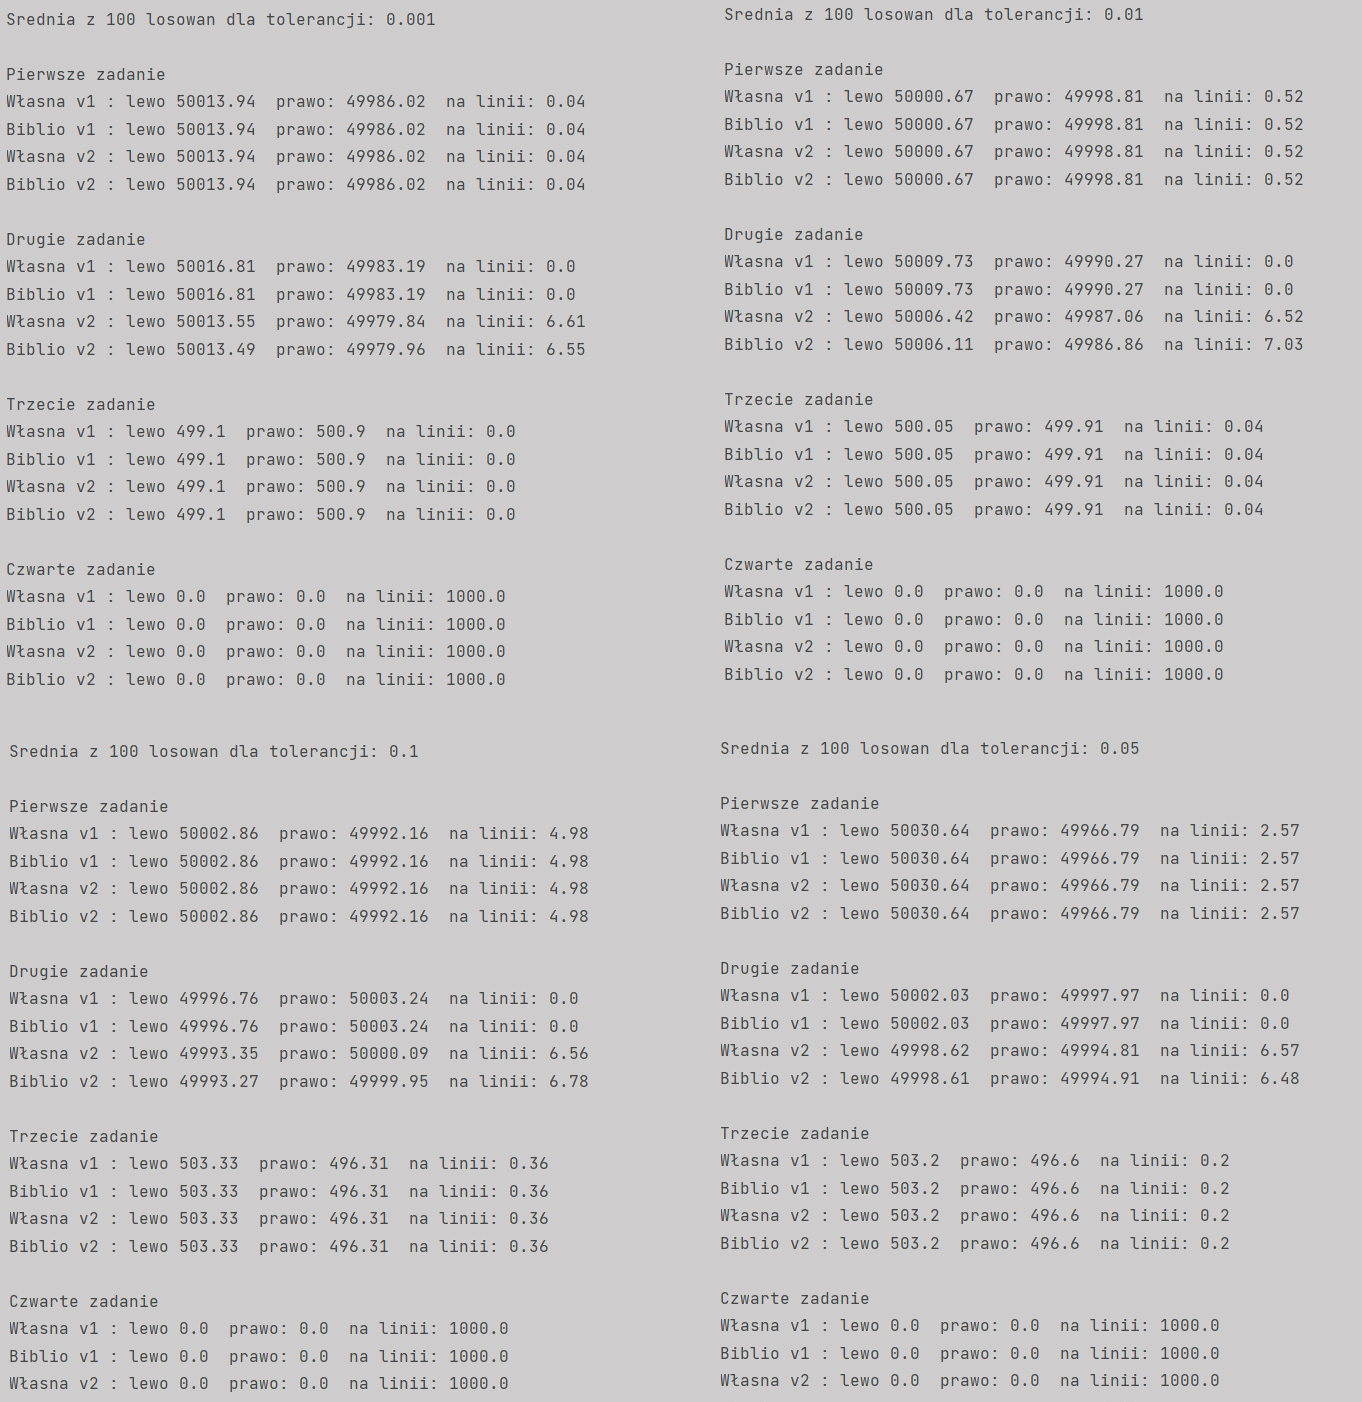 Srednia z 100 losowan dla tolerancji: 0.001
Pierwsze zadanie
Własna v1 : lewo 50013.94  prawo: 49986.02  na linii: 0.04
Biblio v1 : lewo 50013.94  prawo: 49986.02  na linii: 0.04
Własna v2 : lewo 50013.94  prawo: 49986.02  na linii: 0.04
Biblio v2 : lewo 50013.94  prawo: 49986.02  na linii: 0.04
Drugie zadanie
Własna v1 : lewo 50016.81  prawo: 49983.19  na linii: 0.0
Biblio v1 : lewo 50016.81  prawo: 49983.19  na linii: 0.0
Własna v2 : lewo 50013.55  prawo: 49979.84  na linii: 6.61
Biblio v2 : lewo 50013.49  prawo: 49979.96  na linii: 6.55
Trzecie zadanie
Własna v1 : lewo 499.1  prawo: 500.9  na linii: 0.0
Biblio v1 : lewo 499.1  prawo: 500.9  na linii: 0.0
Własna v2 : lewo 499.1  prawo: 500.9  na linii: 0.0
Biblio v2 : lewo 499.1  prawo: 500.9  na linii: 0.0
Czwarte zadanie
Własna v1 : lewo 0.0  prawo: 0.0  na linii: 1000.0
Biblio v1 : lewo 0.0  prawo: 0.0  na linii: 1000.0
Własna v2 : lewo 0.0  prawo: 0.0  na linii: 1000.0
Biblio v2 : lewo 0.0  prawo: 0.0  na linii: 1000.0
Srednia z 100 losowan dla tolerancji: 0.01
Pierwsze zadanie
Własna v1 : lewo 50000.67  prawo: 49998.81  na linii: 0.52
Biblio v1 : lewo 50000.67  prawo: 49998.81  na linii: 0.52
Własna v2 : lewo 50000.67  prawo: 49998.81  na linii: 0.52
Biblio v2 : lewo 50000.67  prawo: 49998.81  na linii: 0.52
Drugie zadanie
Własna v1 : lewo 50009.73  prawo: 49990.27  na linii: 0.0
Biblio v1 : lewo 50009.73  prawo: 49990.27  na linii: 0.0
Własna v2 : lewo 50006.42  prawo: 49987.06  na linii: 6.52
Biblio v2 : lewo 50006.11  prawo: 49986.86  na linii: 7.03
Trzecie zadanie
Własna v1 : lewo 500.05  prawo: 499.91  na linii: 0.04
Biblio v1 : lewo 500.05  prawo: 499.91  na linii: 0.04
Własna v2 : lewo 500.05  prawo: 499.91  na linii: 0.04
Biblio v2 : lewo 500.05  prawo: 499.91  na linii: 0.04
Czwarte zadanie
Własna v1 : lewo 0.0  prawo: 0.0  na linii: 1000.0
Biblio v1 : lewo 0.0  prawo: 0.0  na linii: 1000.0
Własna v2 : lewo 0.0  prawo: 0.0  na linii: 1000.0
Biblio v2 : lewo 0.0  prawo: 0.0  na linii: 1000.0
Srednia z 100 losowan dla tolerancji: 0.1
Pierwsze zadanie
Własna v1 : lewo 50002.86  prawo: 49992.16  na linii: 4.98
Biblio v1 : lewo 50002.86  prawo: 49992.16  na linii: 4.98
Własna v2 : lewo 50002.86  prawo: 49992.16  na linii: 4.98
Biblio v2 : lewo 50002.86  prawo: 49992.16  na linii: 4.98
Drugie zadanie
Własna v1 : lewo 49996.76  prawo: 50003.24  na linii: 0.0
Biblio v1 : lewo 49996.76  prawo: 50003.24  na linii: 0.0
Własna v2 : lewo 49993.35  prawo: 50000.09  na linii: 6.56
Biblio v2 : lewo 49993.27  prawo: 49999.95  na linii: 6.78
Trzecie zadanie
Własna v1 : lewo 503.33  prawo: 496.31  na linii: 0.36
Biblio v1 : lewo 503.33  prawo: 496.31  na linii: 0.36
Własna v2 : lewo 503.33  prawo: 496.31  na linii: 0.36
Biblio v2 : lewo 503.33  prawo: 496.31  na linii: 0.36
Czwarte zadanie
Własna v1 : lewo 0.0  prawo: 0.0  na linii: 1000.0
Biblio v1 : lewo 0.0  prawo: 0.0  na linii: 1000.0
Własna v2 : lewo 0.0  prawo: 0.0  na linii: 1000.0
Srednia z 100 losowan dla tolerancji: 0.05
Pierwsze zadanie
Własna v1 : lewo 50030.64  prawo: 49966.79  na linii: 2.57
Biblio v1 : lewo 50030.64  prawo: 49966.79  na linii: 2.57
Własna v2 : lewo 50030.64  prawo: 49966.79  na linii: 2.57
Biblio v2 : lewo 50030.64  prawo: 49966.79  na linii: 2.57
Drugie zadanie
Własna v1 : lewo 50002.03  prawo: 49997.97  na linii: 0.0
Biblio v1 : lewo 50002.03  prawo: 49997.97  na linii: 0.0
Własna v2 : lewo 49998.62  prawo: 49994.81  na linii: 6.57
Biblio v2 : lewo 49998.61  prawo: 49994.91  na linii: 6.48
Trzecie zadanie
Własna v1 : lewo 503.2  prawo: 496.6  na linii: 0.2
Biblio v1 : lewo 503.2  prawo: 496.6  na linii: 0.2
Własna v2 : lewo 503.2  prawo: 496.6  na linii: 0.2
Biblio v2 : lewo 503.2  prawo: 496.6  na linii: 0.2
Czwarte zadanie
Własna v1 : lewo 0.0  prawo: 0.0  na linii: 1000.0
Biblio v1 : lewo 0.0  prawo: 0.0  na linii: 1000.0
Własna v2 : lewo 0.0  prawo: 0.0  na linii: 1000.0